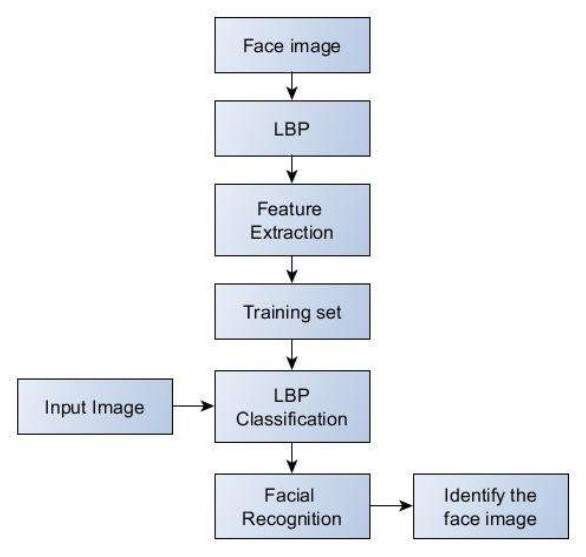 Face image
LBP
Feature
Extraction
Training set
Input Image
LBP
Classification
Facial
Recognition
Identify the
face image